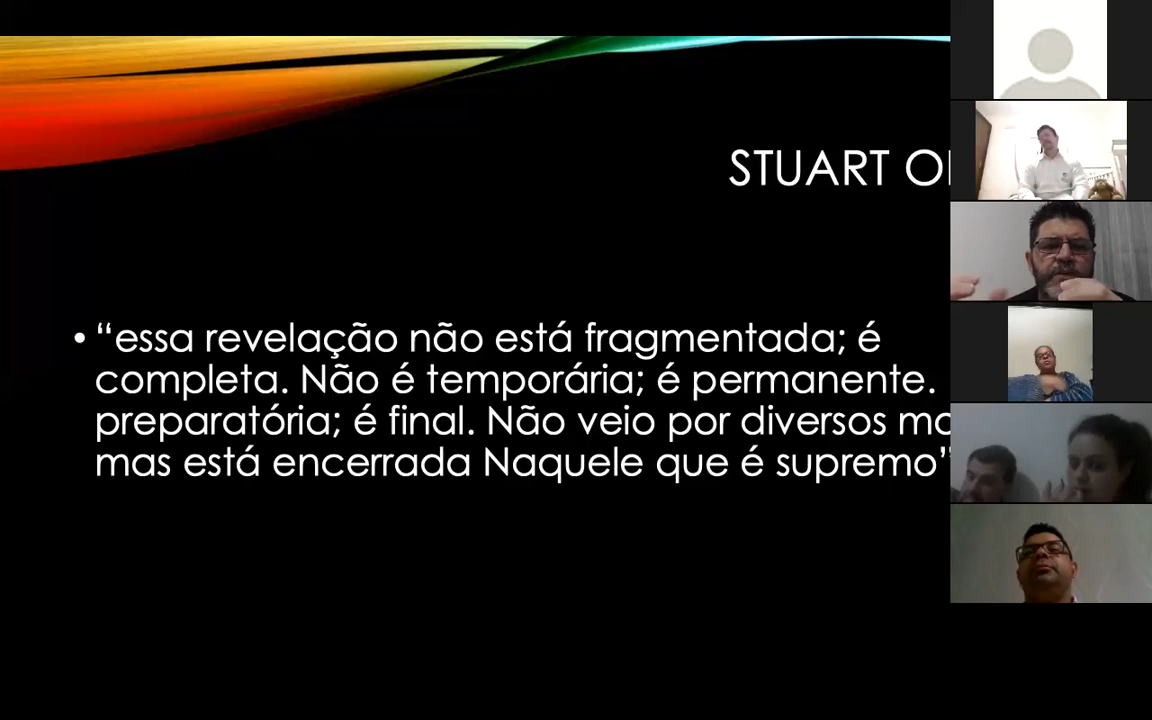 STUART
• “essa revelação não está fragmentada; é
completa. Não é temporária; é permanente.
preparatória; é final. Não veio por diversos
mas está encerrada Naquele que é supremo”